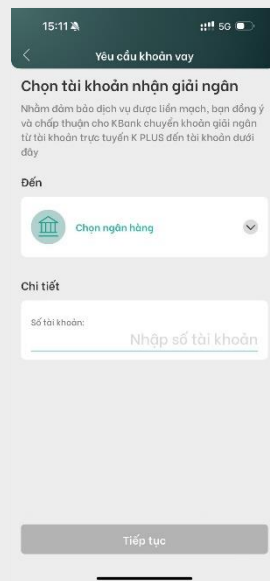 15:11
5G
Yêu cầu khoản vay
Chọn tài khoản nhận giải ngân
Nhằm đảm bảo dịch vụ được liền mạch, bạn đồng ý
và chấp thuận cho KBank chuyển khoản giải ngân
từ tài khoản trực tuyến K PLUS đến tài khoản dưới
đây
Đến
Chọn ngân hàng
Chi tiết
Số tài khoản:
Nhập số tài khoản
Tiếp tục